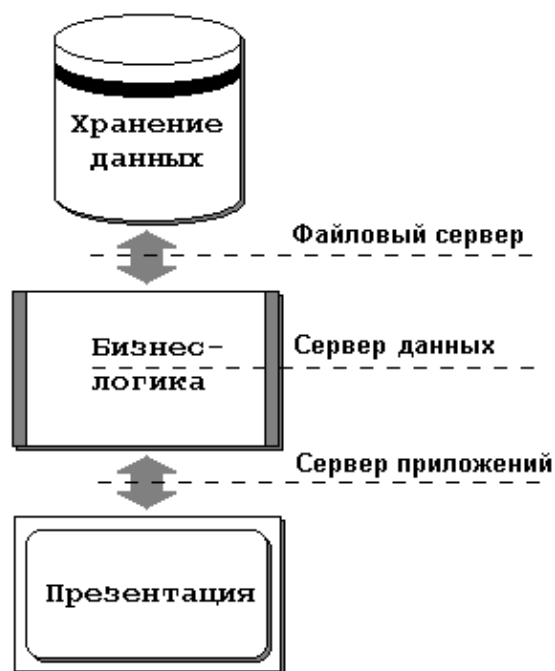 Хранение
данных
Файловый сервер
Бизнес-
логика
Сервер данных
Сервер приложений
Презентация